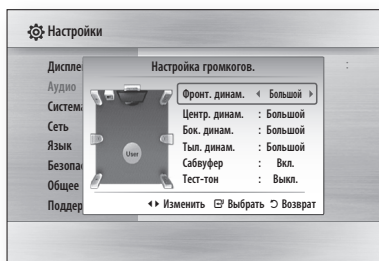 Настройки
Диспле
Аудио
Система
Сеть
Язык
Безопас
Общее
Поддер
Настройка громкогов.
Фронт. динам. ◂ Большой ▸
Центр. динам. : Большой
Бок. динам. : Большой
Тыл. динам. : Большой
Сабвуфер : Вкл.
Тест-тон : Выкл.
User
◂▸ Изменить Выбрать Возврат